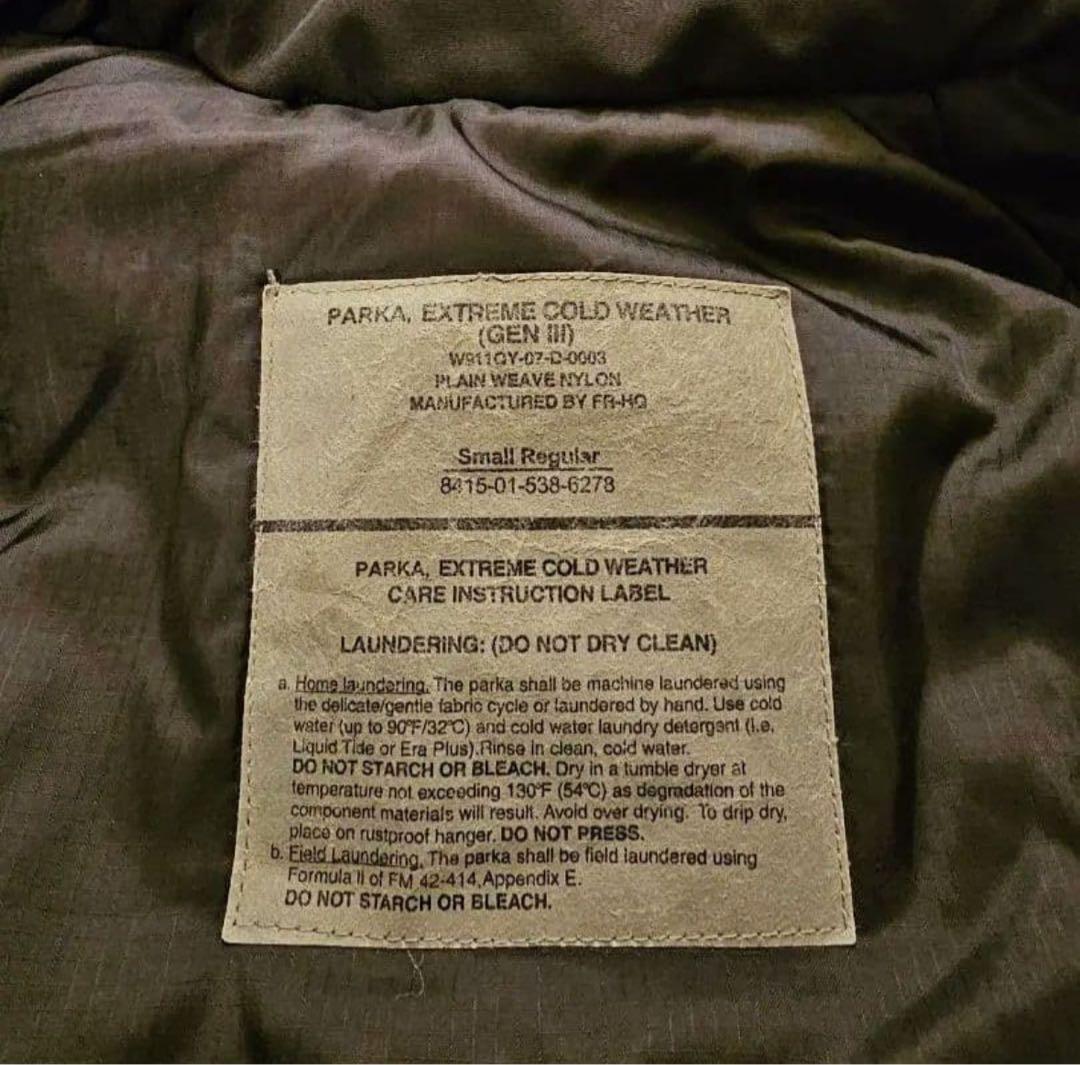 PARKA, EXTREME COLD WEATHER
(GEN III)
W911QY-07-D-0003
PLAIN WEAVE NYLON
MANUFACTURED BY FR-HQ
Small Regular
8415-01-538-6278
PARKA, EXTREME COLD WEATHER
CARE INSTRUCTION LABEL
LAUNDERING: (DO NOT DRY CLEAN)
a. Home laundering. The parka shall be machine laundered using
the delicate/gentle fabric cycle or laundered by hand. Use cold
water (up to 90°F/32°C) and cold water laundry detergent (i.e.
Liquid Tide or Era Plus).Rinse in clean, cold water.
DO NOT STARCH OR BLEACH. Dry in a tumble dryer at
temperature not exceeding 130°F (54°C) as degradation of the
component materials will result. Avoid over drying. To drip dry,
place on rustproof hanger. DO NOT PRESS.
b. Field Laundering. The parka shall be field laundered using
Formula II of FM 42-414,Appendix E.
DO NOT STARCH OR BLEACH.